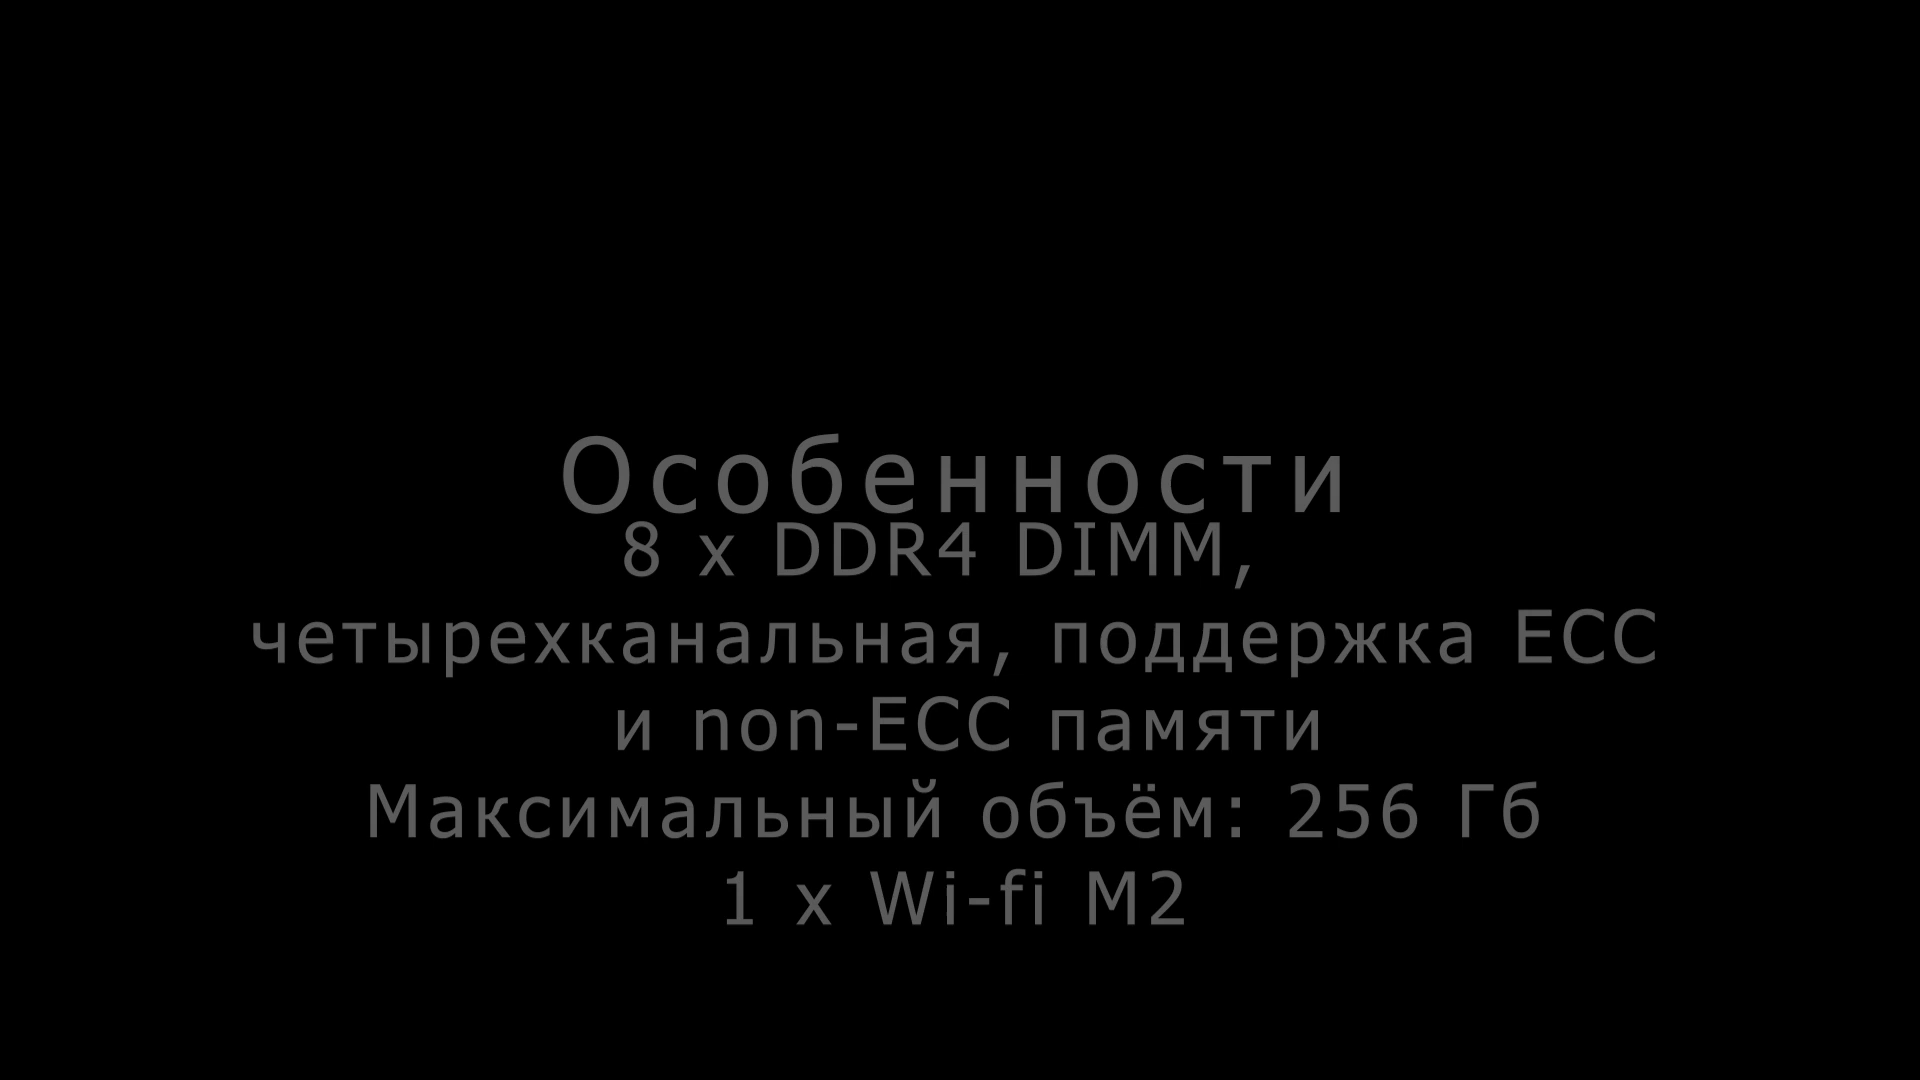 Особенности
8 x DDR4 DIMM,
четырехканальная, поддержка ECC
и non-ECC памяти
Максимальный объём: 256 Гб
1 x Wi-fi M2